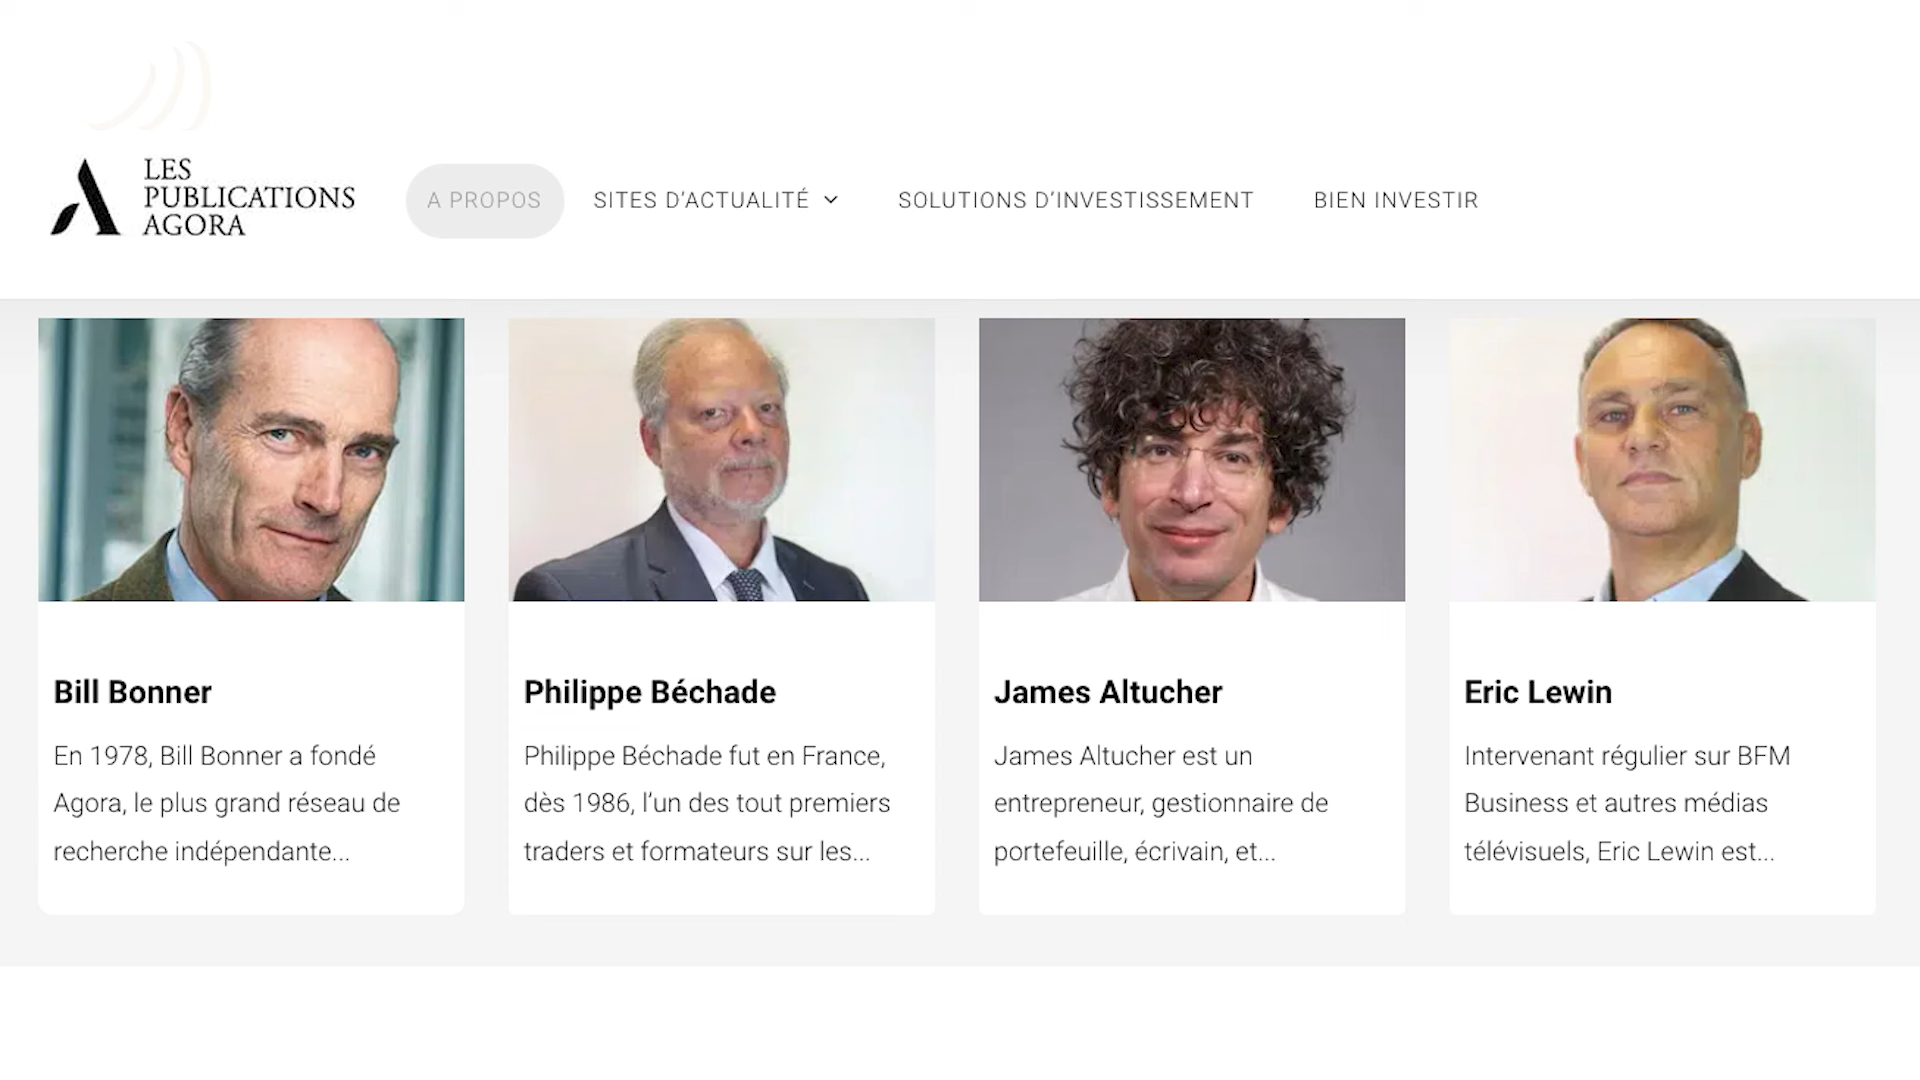 LES
PUBLICATIONS
AGORA
A PROPOS
SITES D’ACTUALITÉ
SOLUTIONS D’INVESTISSEMENT
BIEN INVESTIR
Bill Bonner
En 1978, Bill Bonner a fondé
Agora, le plus grand réseau de
recherche indépendante...
Philippe Béchade
Philippe Béchade fut en France,
dès 1986, l’un des tout premiers
traders et formateurs sur les...
James Altucher
James Altucher est un
entrepreneur, gestionnaire de
portefeuille, écrivain, et...
Eric Lewin
Intervenant régulier sur BFM
Business et autres médias
télévisuels, Eric Lewin est...